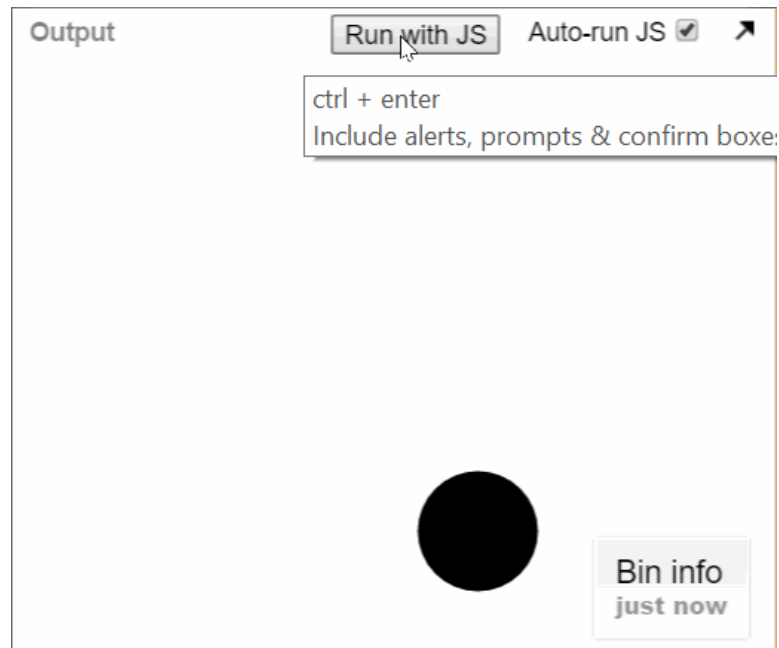 Output
Run with JS
Auto-run JS
ctrl + enter
Include alerts, prompts & confirm boxes
Bin info
just now